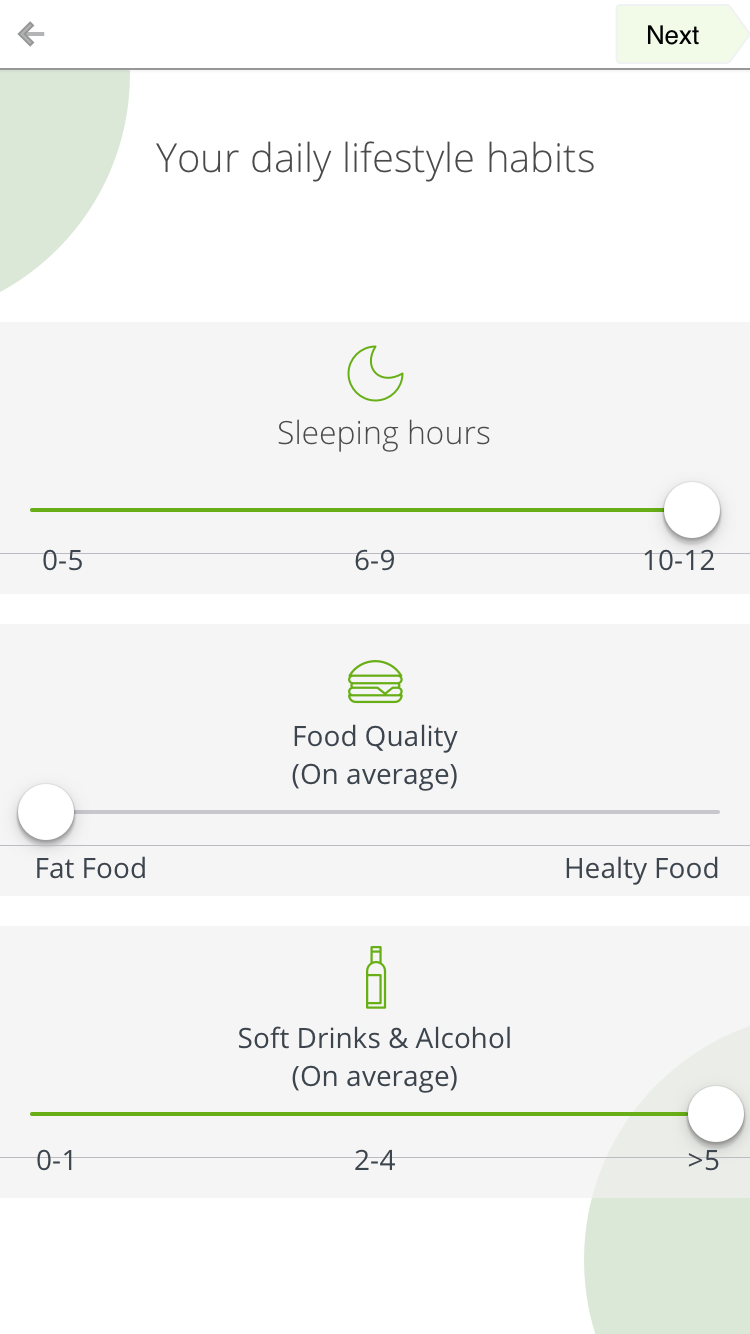 Next
Your daily lifestyle habits
Sleeping hours
0-5 6-9 10-12
Food Quality
(On average)
Fat Food Healty Food
Soft Drinks & Alcohol
(On average)
0-1 2-4 >5